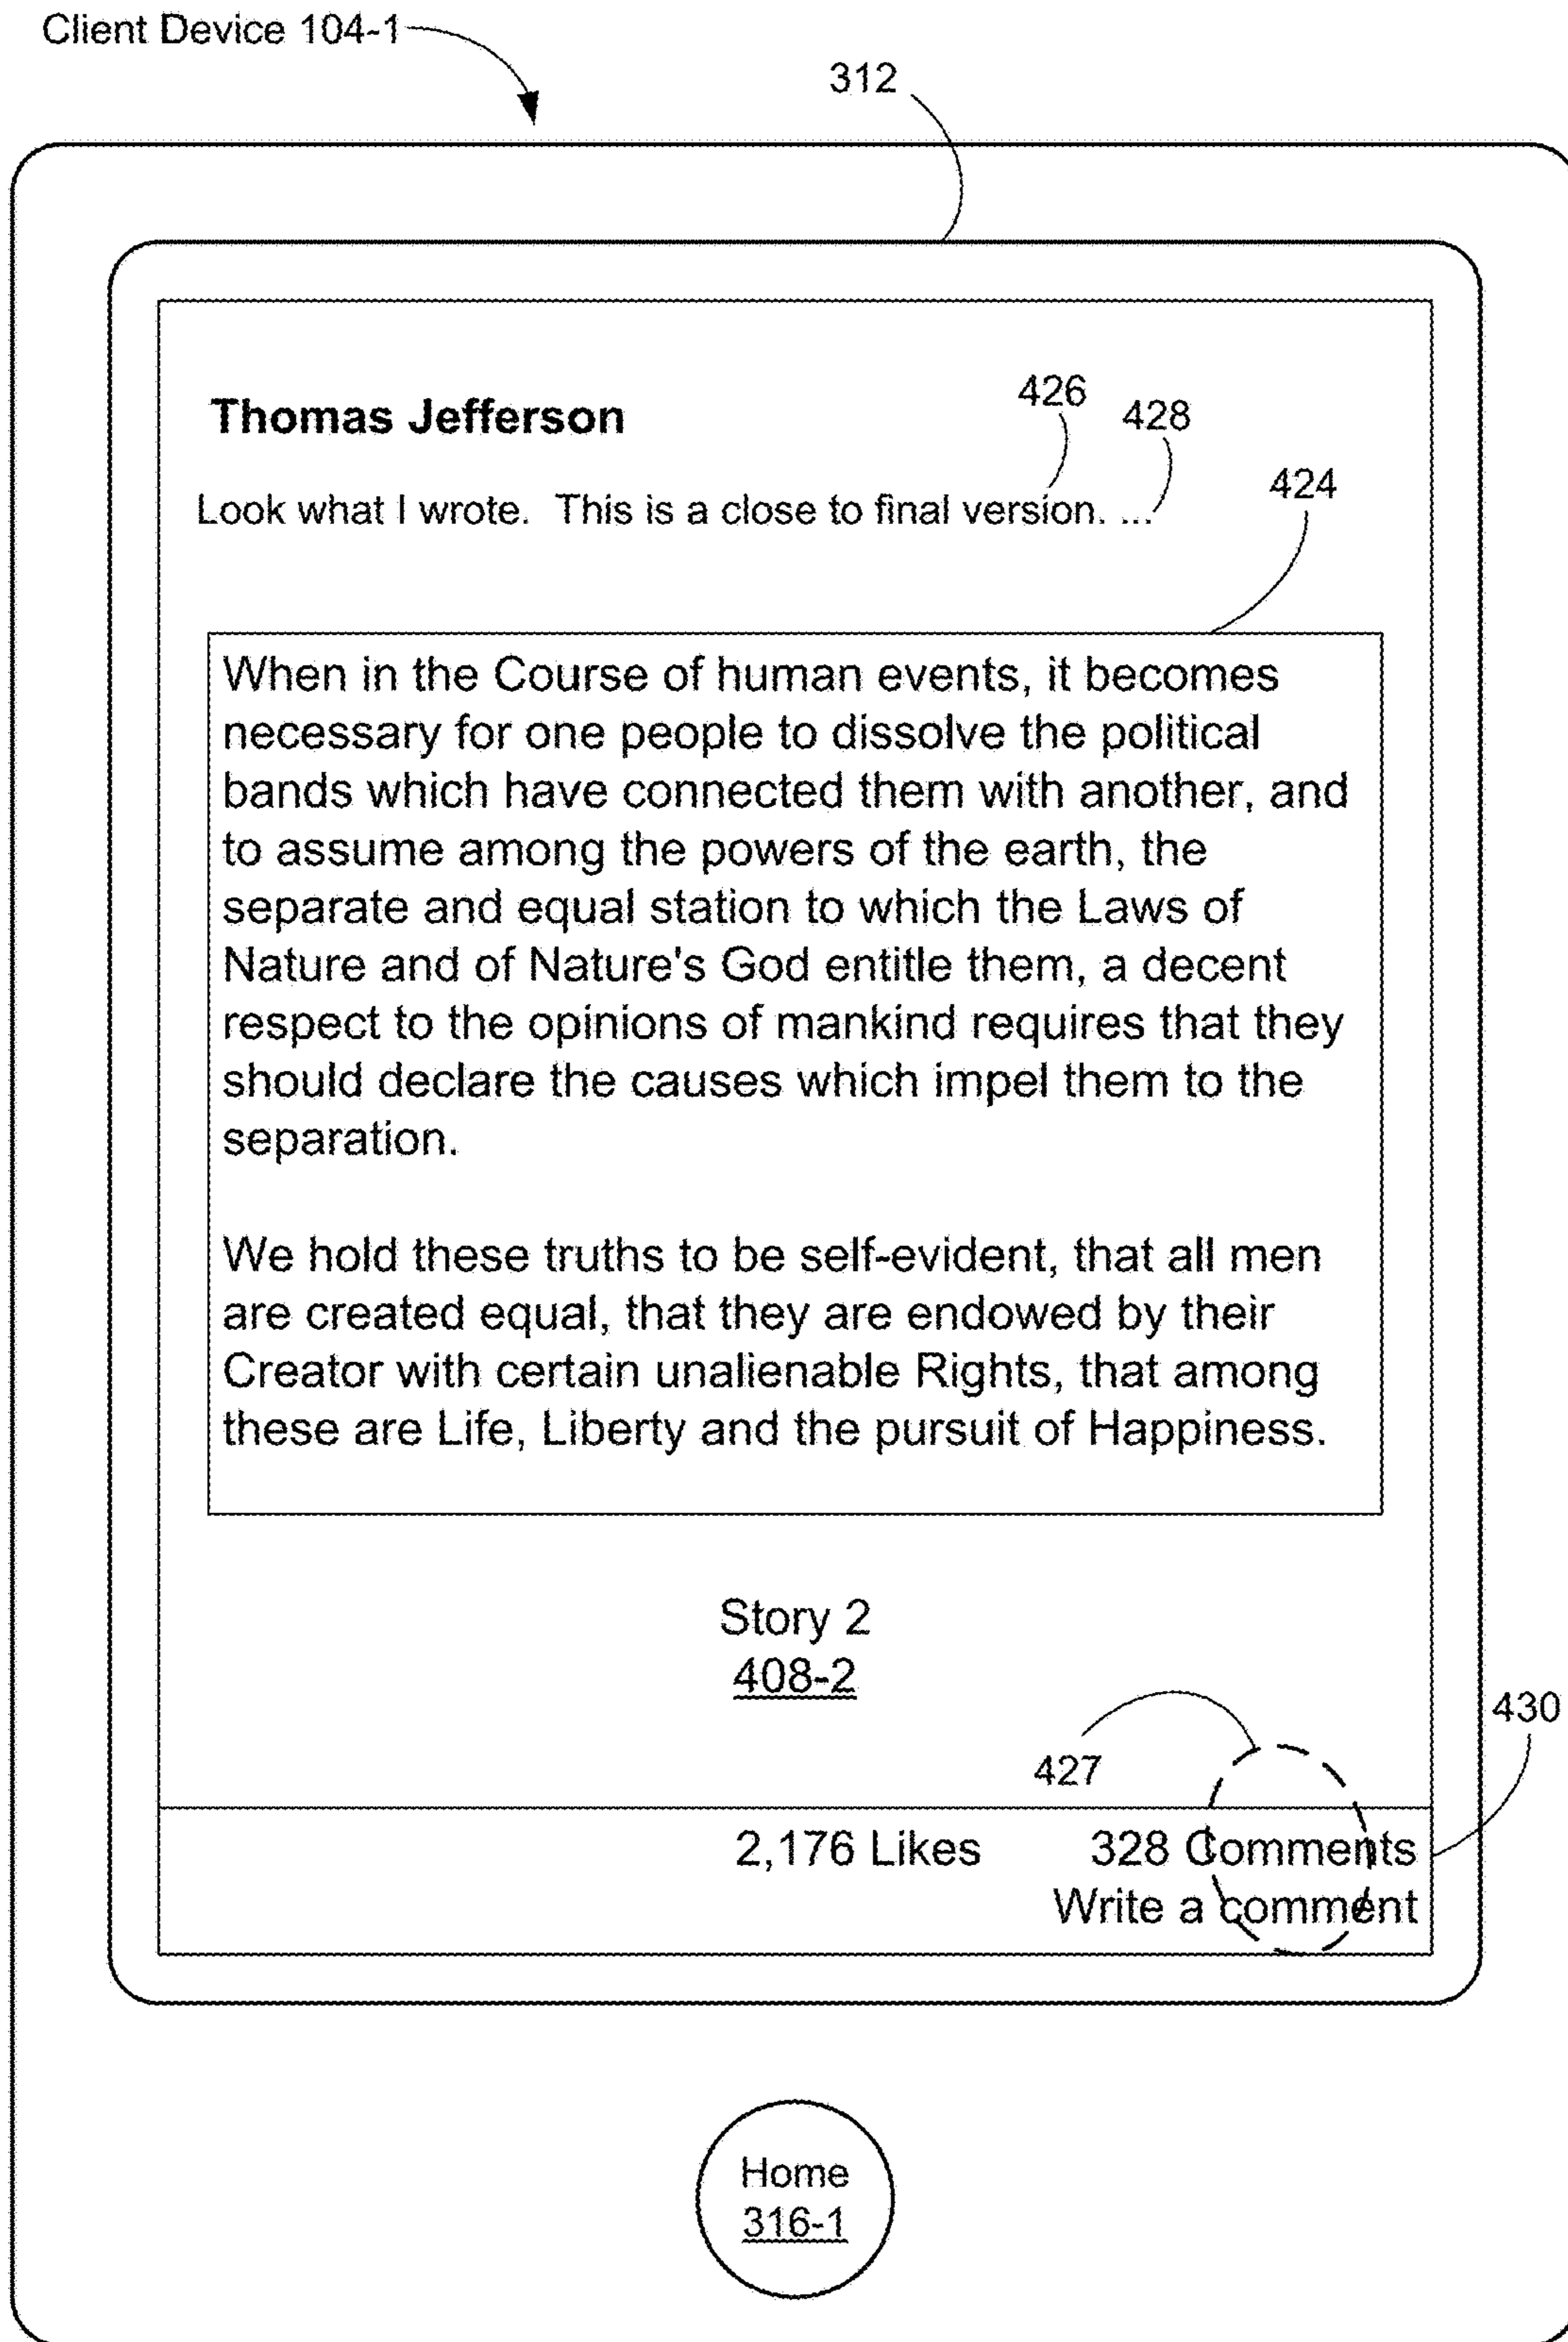 Client Device 104-1
312
426
428
Thomas Jefferson
424
Look what I wrote.  This is a close to final version. ...
When in the Course of human events, it becomes
necessary for one people to dissolve the political
bands which have connected them with another, and
to assume among the powers of the earth, the
separate and equal station to which the Laws of
Nature and of Nature's God entitle them, a decent
respect to the opinions of mankind requires that they
should declare the causes which impel them to the
separation.
We hold these truths to be self-evident, that all men
are created equal, that they are endowed by their
Creator with certain unalienable Rights, that among
these are Life, Liberty and the pursuit of Happiness.
Story 2
408-2
430
427
2,176 Likes 328 Comments
Write a comment
Home
316-1